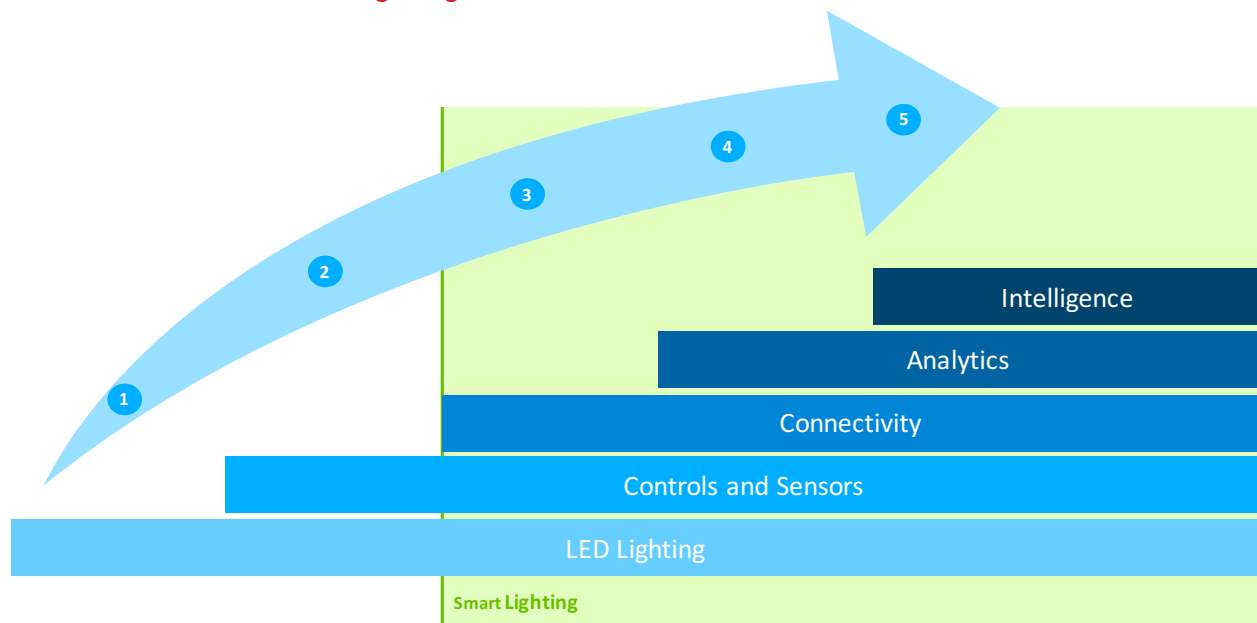 1
2
3
4
5
Intelligence
Analytics
Connectivity
Controls and Sensors
LED Lighting
Smart Lighting